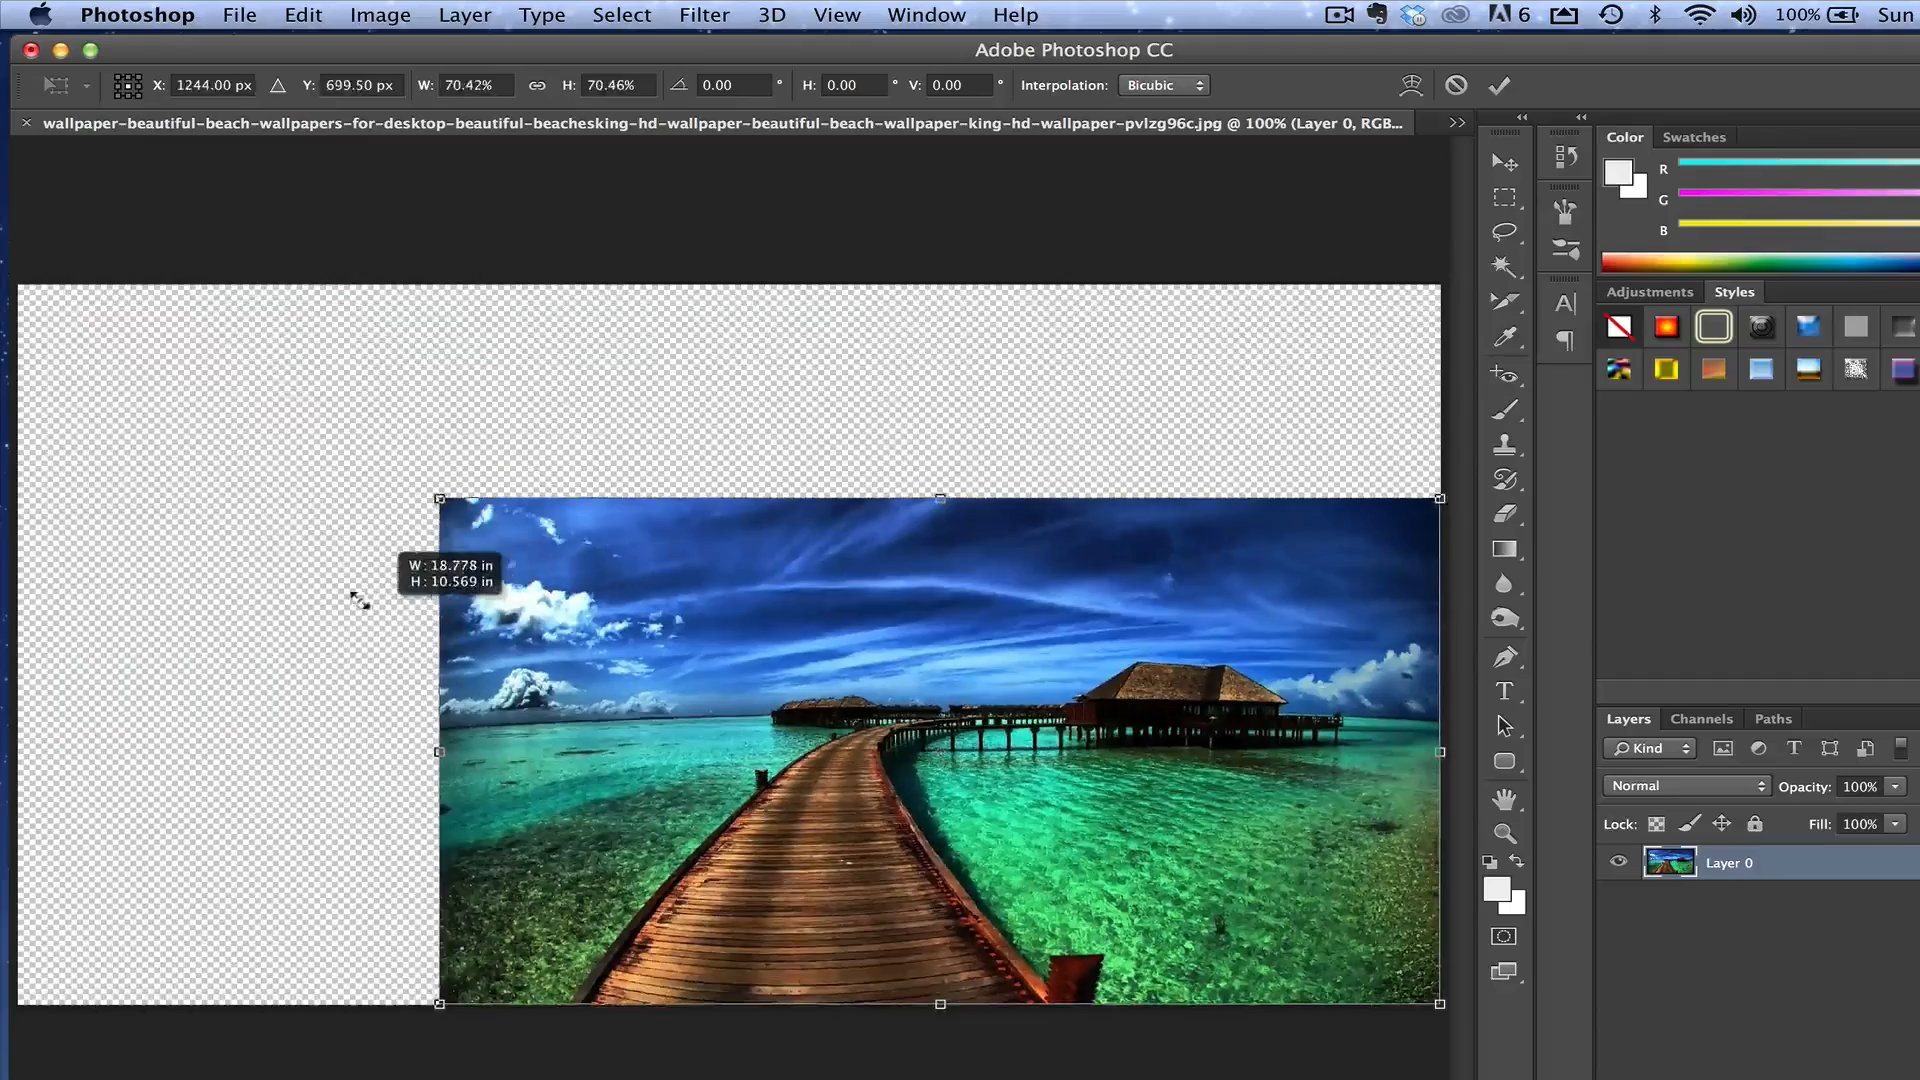 Photoshop File Edit Image Layer Type Select Filter 3D View Window Help 6 100% Sun
Adobe Photoshop CC
X: 1244.00 px Y: 699.50 px W: 70.42% H: 70.46% 0.00 ° H: 0.00 ° V: 0.00 ° Interpolation: Bicubic
× wallpaper-beautiful-beach-wallpapers-for-desktop-beautiful-beachesking-hd-wallpaper-beautiful-beach-wallpaper-king-hd-wallpaper-pvlzg96c.jpg @ 100% (Layer 0, RGB...
Color Swatches
R
G
B
Adjustments Styles
W: 18.778 in
H: 10.569 in
Layers Channels Paths
Kind
Normal Opacity: 100%
Lock: Fill: 100%
Layer 0